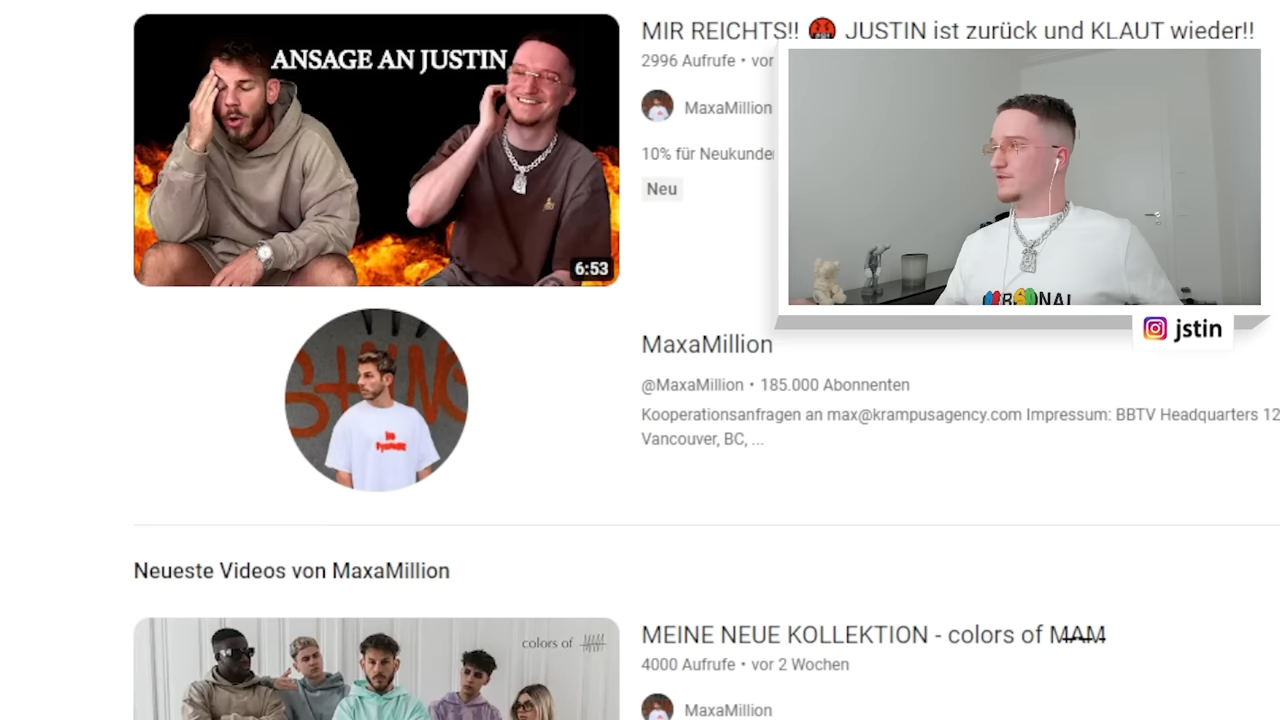 ANSAGE AN JUSTIN
6:53
MIR REICHTS!! 🤬 JUSTIN ist zurück und KLAUT wieder!!
2996 Aufrufe • vor
MaxaMillion
10% für Neukunde
Neu
jstin
MaxaMillion
@MaxaMillion • 185.000 Abonnenten
Kooperationsanfragen an max@krampusagency.com Impressum: BBTV Headquarters 12
Vancouver, BC, ...
Neueste Videos von MaxaMillion
colors of
MEINE NEUE KOLLEKTION - colors of MAM
4000 Aufrufe • vor 2 Wochen
MaxaMillion